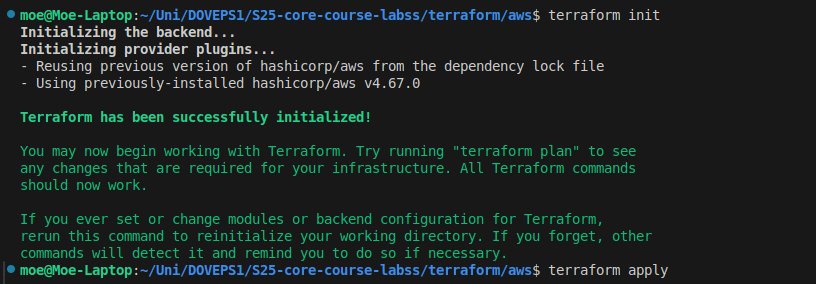 moe@Moe-Laptop:~/Uni/DOVEPS1/S25-core-course-labss/terraform/aws$ terraform init
Initializing the backend...
Initializing provider plugins...
- Reusing previous version of hashicorp/aws from the dependency lock file
- Using previously-installed hashicorp/aws v4.67.0
Terraform has been successfully initialized!
You may now begin working with Terraform. Try running "terraform plan" to see
any changes that are required for your infrastructure. All Terraform commands
should now work.
If you ever set or change modules or backend configuration for Terraform,
rerun this command to reinitialize your working directory. If you forget, other
commands will detect it and remind you to do so if necessary.
moe@Moe-Laptop:~/Uni/DOVEPS1/S25-core-course-labss/terraform/aws$ terraform apply